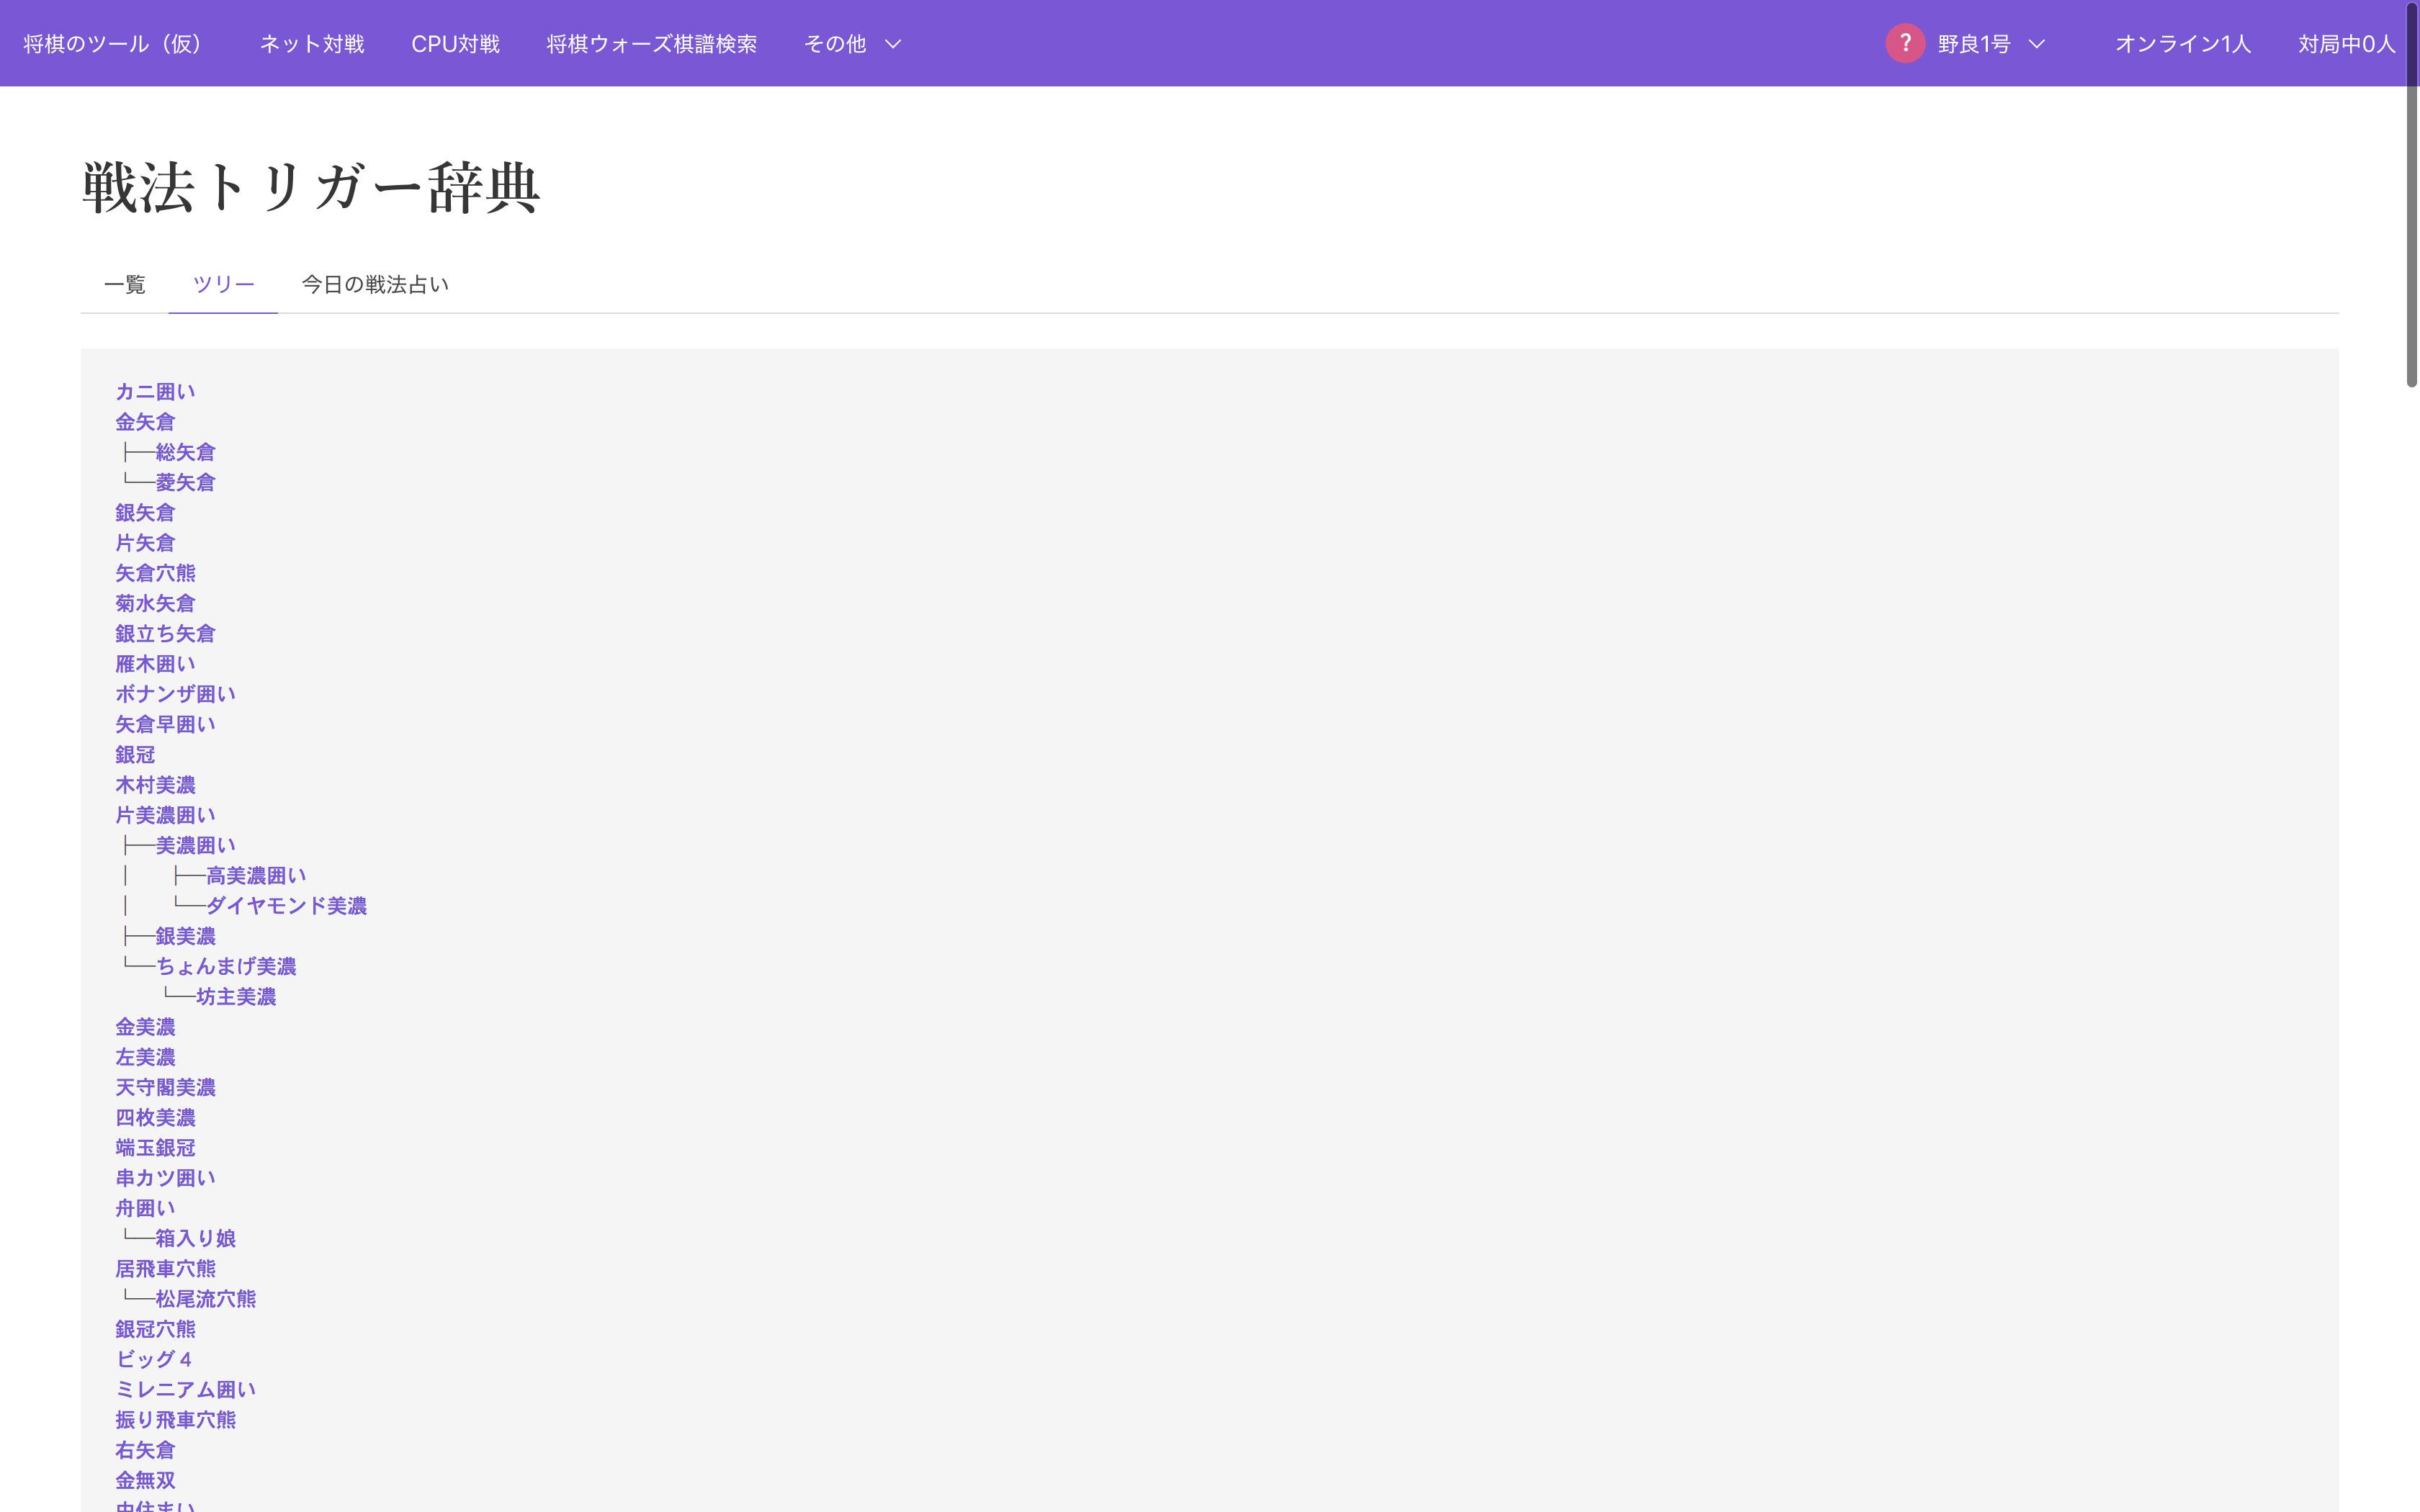 将棋のツール（仮） ネット対戦 CPU対戦 将棋ウォーズ棋譜検索 その他 ? 野良1号 オンライン1人 対局中0人
戦法トリガー辞典
一覧 ツリー 今日の戦法占い
カニ囲い
金矢倉
├──総矢倉
└──菱矢倉
銀矢倉
片矢倉
矢倉穴熊
菊水矢倉
銀立ち矢倉
雁木囲い
ボナンザ囲い
矢倉早囲い
銀冠
木村美濃
片美濃囲い
├──美濃囲い
│   ├──高美濃囲い
│   └──ダイヤモンド美濃
├──銀美濃
└──ちょんまげ美濃
    └──坊主美濃
金美濃
左美濃
天守閣美濃
四枚美濃
端玉銀冠
串カツ囲い
舟囲い
└──箱入り娘
居飛車穴熊
└──松尾流穴熊
銀冠穴熊
ビッグ４
ミレニアム囲い
振り飛車穴熊
右矢倉
金無双
中住まい